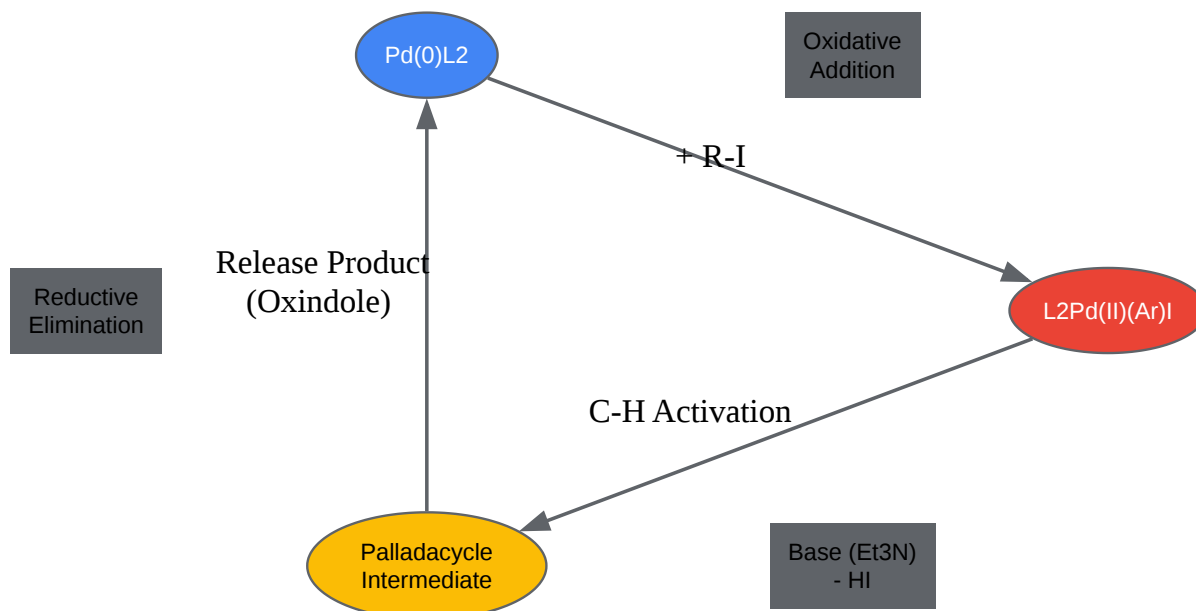 Pd(0)L2
Oxidative
Addition
+ R-I
Release Product
(Oxindole)
Reductive
Elimination
L2Pd(II)(Ar)I
C-H Activation
Palladacycle
Intermediate
Base (Et3N)
- HI